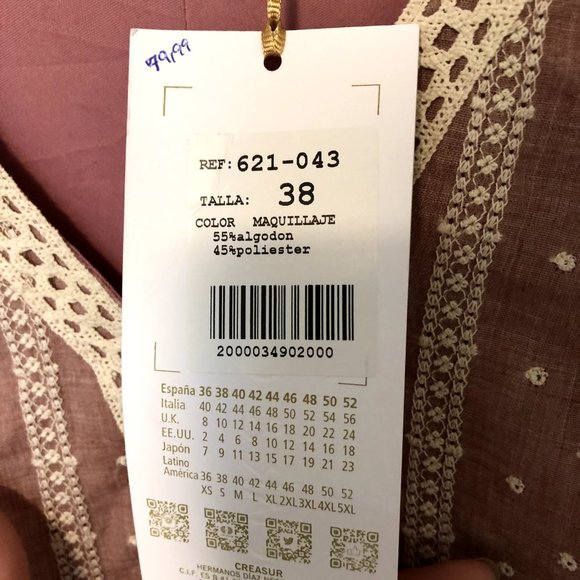 79,99
REF: 621-043
TALLA: 38
COLOR MAQUILLAJE
55%algodon
45%poliester
2000034902000
España 36 38 40 42 44 46 48 50 52
Italia 40 42 44 46 48 50 52 54 56
U.K. 8 10 12 14 16 18 20 22 24
EE.UU. 2 4 6 8 10 12 14 16 18
Japón 7 9 11 13 15 17 19 21 23
Latino
América 36 38 40 42 44 46 48 50 52
XS S M L XL 2XL 3XL 4XL 5XL
CREASUR
HERMANOS DÍAZ
C.I.F. ES B-41